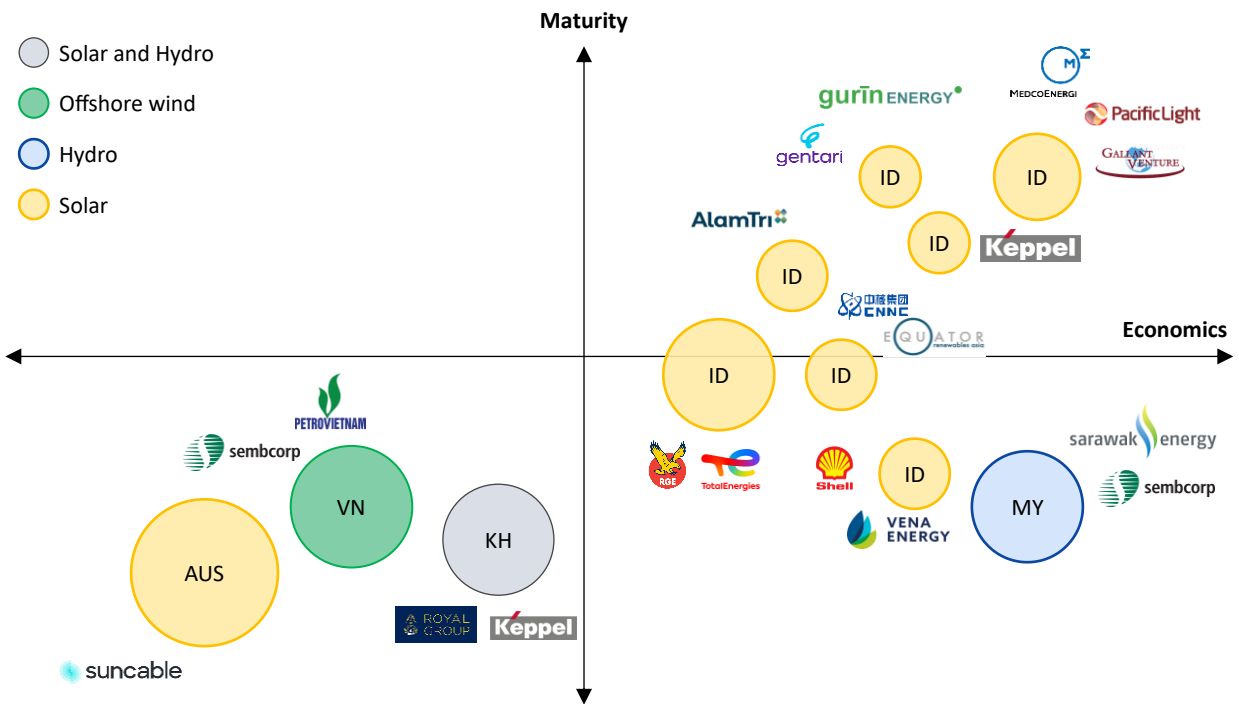 Maturity
Solar and Hydro
Offshore wind
Hydro
Solar
M Σ
MEDCOENERGI
gurīn ENERGY
PacificLight
gentari
GALLANT
VENTURE
ID
ID
AlamTri
ID
Képpel
ID
中核集团
CNNC
EQUATOR
renewables asia
Economics
ID
ID
PETROVIETNAM
sembcorp
sarawak energy
RGE
TotalEnergies
Shell
ID
sembcorp
VN
MY
VENA
ENERGY
KH
AUS
ROYAL
GROUP
Képpel
suncable